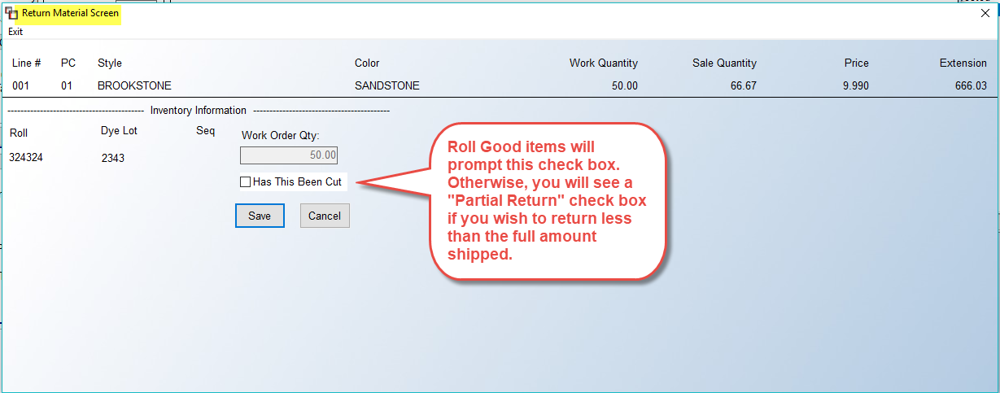 Return Material Screen
Exit
Line # PC Style Color Work Quantity Sale Quantity Price Extension
001 01 BROOKSTONE SANDSTONE 50.00 66.67 9.990 666.03
Inventory Information
Roll Dye Lot Seq Work Order Qty:
324324 2343 50.00
Has This Been Cut
Save Cancel
Roll Good items will
prompt this check box.
Otherwise, you will see a
"Partial Return" check box
if you wish to return less
than the full amount
shipped.